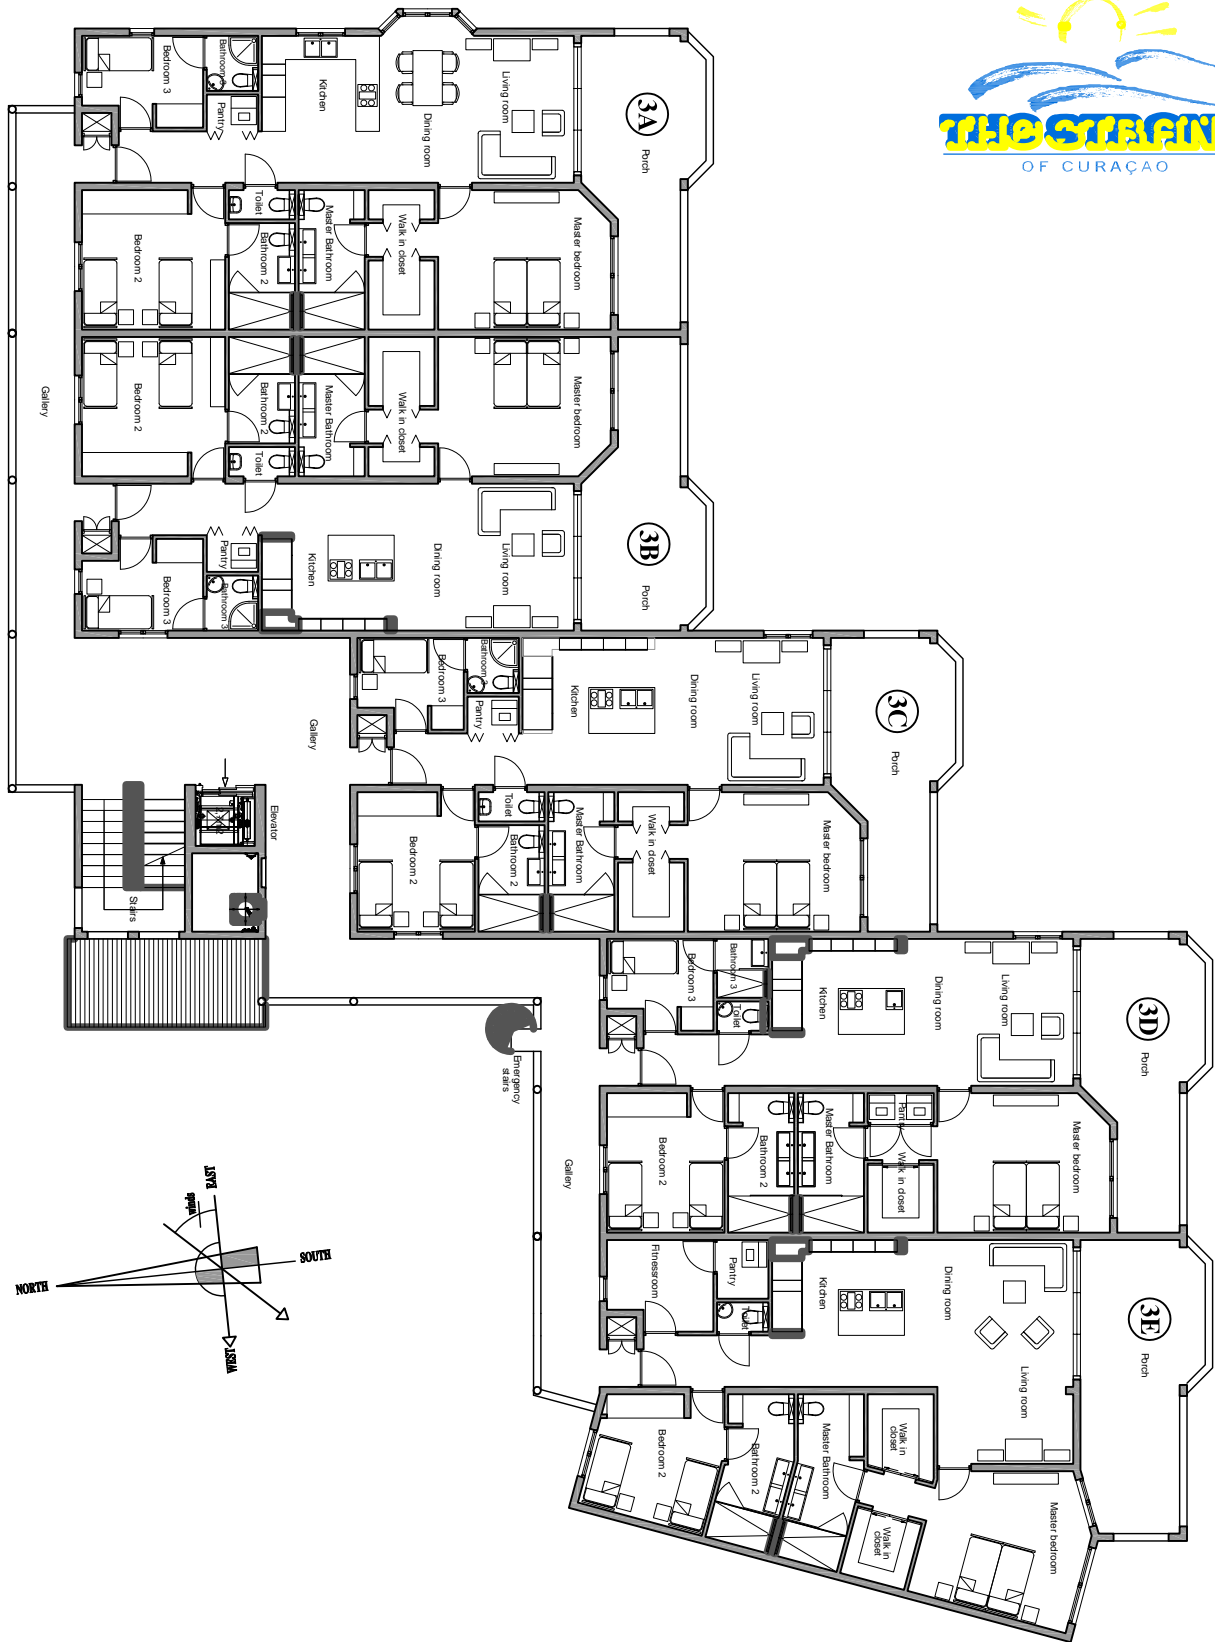 OF CURAÇAO
Bedroom 3
Bathroom 3
Pantry
Kitchen
Dining room
Living room
3A
Porch
Toilet
Bedroom 2
Bathroom 2
Master Bathroom
Walk in closet
Master bedroom
Gallery
Bedroom 2
Bathroom 2
Master Bathroom
Walk in closet
Master bedroom
Toilet
Pantry
Bedroom 3
Bathroom 3
Kitchen
Dining room
Living room
3B
Porch
Gallery
Bedroom 3
Bathroom 3
Pantry
Kitchen
Dining room
Living room
3C
Porch
Toilet
Bedroom 2
Bathroom 2
Master Bathroom
Walk in closet
Master bedroom
Elevator
Stairs
Bedroom 3
Bathroom 3
Toilet
Kitchen
Dining room
Living room
3D
Porch
Emergency
stairs
Gallery
Bedroom 2
Bathroom 2
Master Bathroom
Pantry
Walk in closet
Master bedroom
Fitnessroom
Pantry
Toilet
Kitchen
Dining room
Living room
3E
Porch
Bedroom 2
Bathroom 2
Master Bathroom
Walk in
closet
Walk in
closet
Master bedroom
EAST
winds
SOUTH
NORTH
WEST